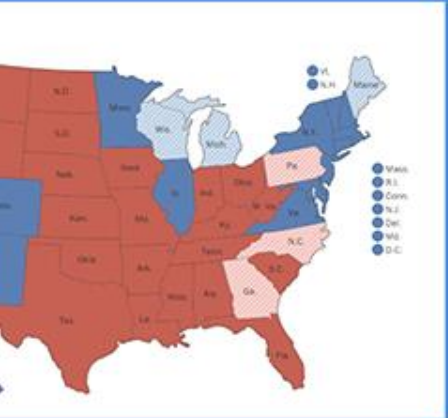 Vt.
N.H.
Maine
N.D.
Minn.
Wis.
Mich.
N.Y.
S.D.
Pa.
Mass.
R.I.
Conn.
N.J.
Del.
Md.
D.C.
Neb.
Iowa
Ill.
Ind.
Ohio
W. Va.
Va.
Kan.
Mo.
Ky.
N.C.
Tenn.
Okla.
Ark.
S.C.
Miss.
Ala.
Ga.
Tex.
La.
Fla.